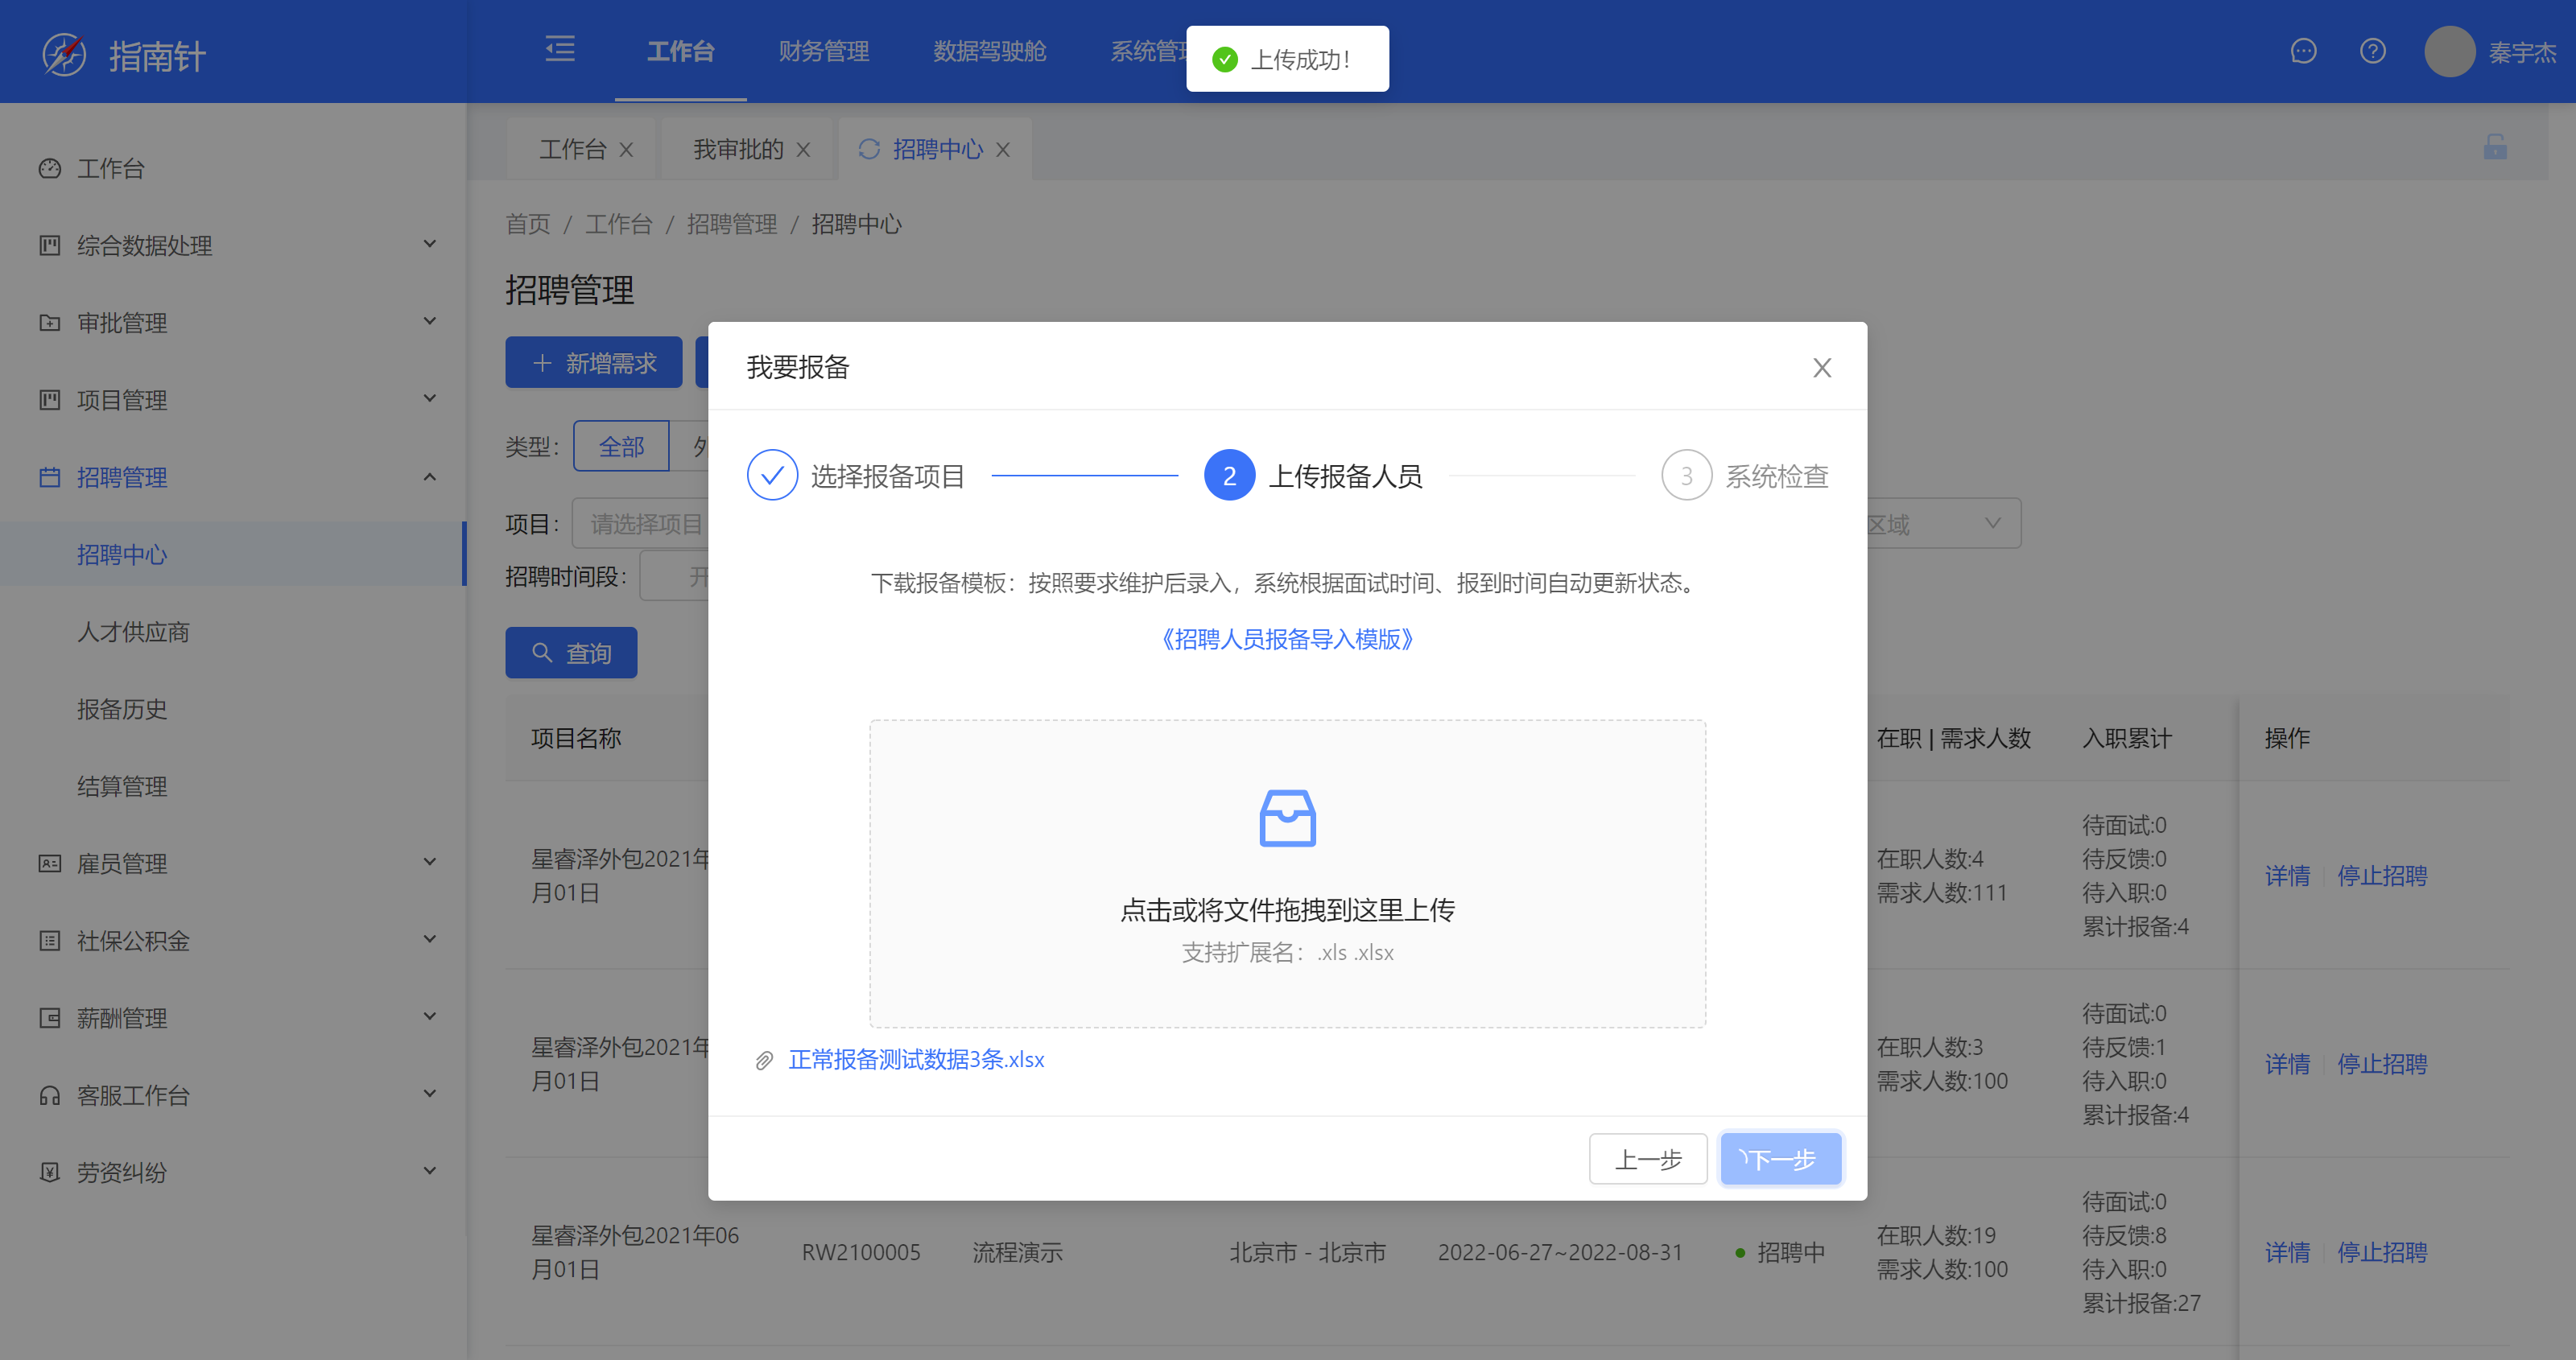 指南针
工作台
财务管理
数据驾驶舱
系统管
上传成功!
秦宇杰
工作台
我审批的
招聘中心
工作台
综合数据处理
审批管理
项目管理
招聘管理
招聘中心
人才供应商
报备历史
结算管理
雇员管理
社保公积金
薪酬管理
客服工作台
劳资纠纷
首页 / 工作台 / 招聘管理 / 招聘中心
招聘管理
新增需求
类型: 全部
项目: 请选择项目
区域
招聘时间段: 开
查询
项目名称
在职 | 需求人数
入职累计
操作
星睿泽外包2021年
月01日
在职人数:4
需求人数:111
待面试:0
待反馈:0
待入职:0
累计报备:4
详情 停止招聘
星睿泽外包2021年
月01日
在职人数:3
需求人数:100
待面试:0
待反馈:1
待入职:0
累计报备:4
详情 停止招聘
星睿泽外包2021年06
月01日
RW2100005
流程演示
北京市 - 北京市
2022-06-27~2022-08-31
招聘中
在职人数:19
需求人数:100
待面试:0
待反馈:8
待入职:0
累计报备:27
详情 停止招聘
我要报备
选择报备项目
2 上传报备人员
3 系统检查
下载报备模板：按照要求维护后录入，系统根据面试时间、报到时间自动更新状态。
《招聘人员报备导入模版》
点击或将文件拖拽到这里上传
支持扩展名：.xls .xlsx
正常报备测试数据3条.xlsx
上一步
下一步